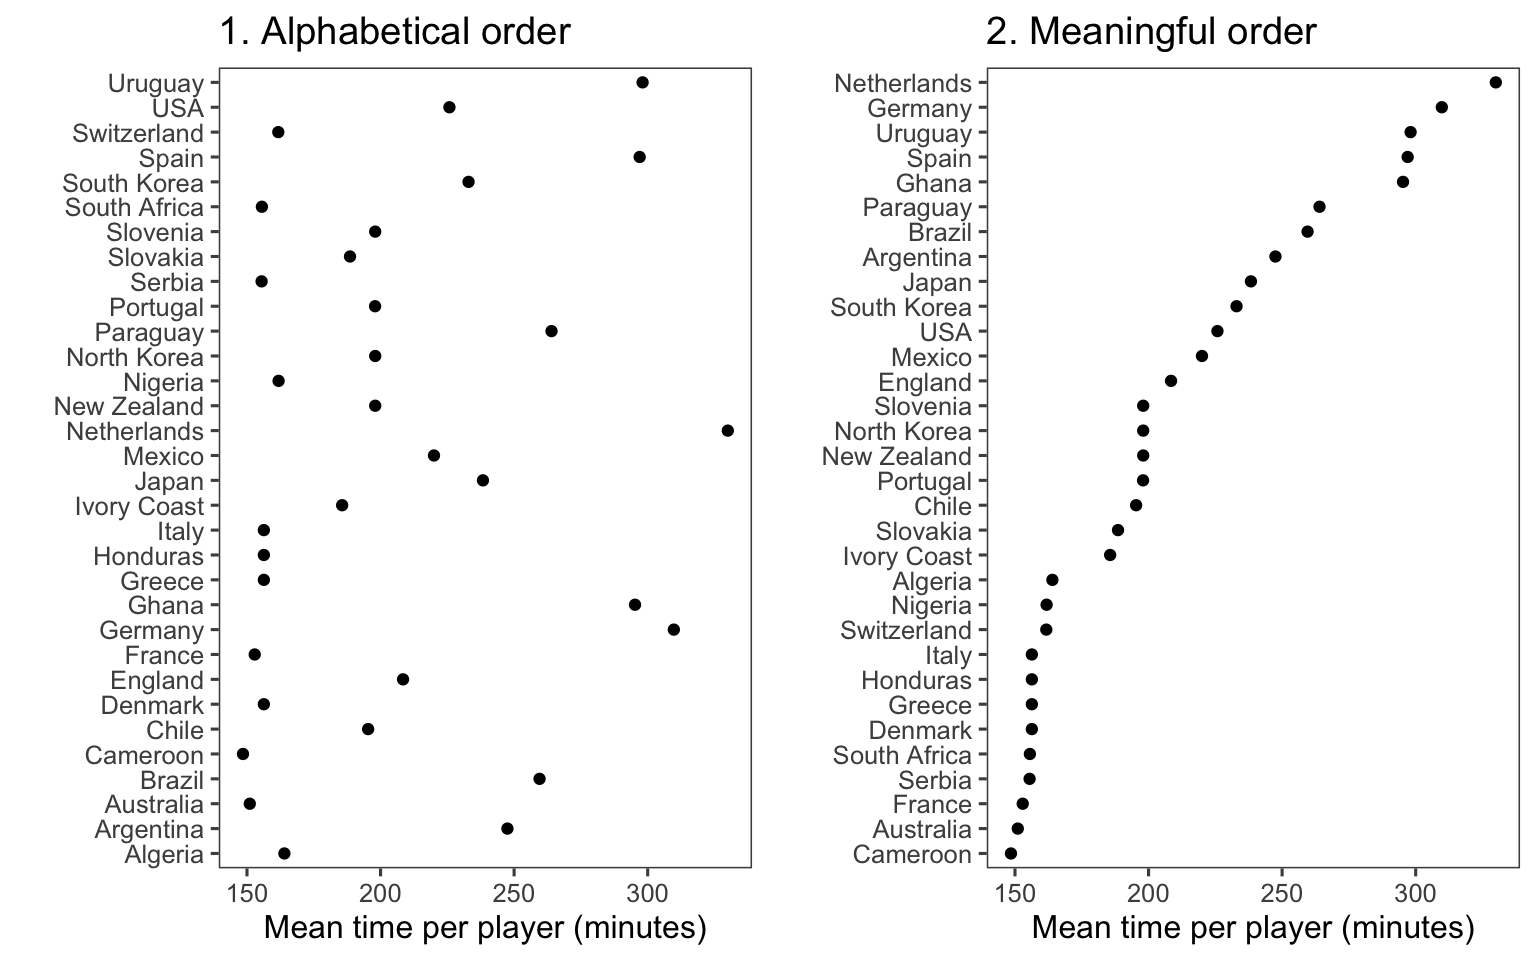 1. Alphabetical order
Uruguay
USA
Switzerland
Spain
South Korea
South Africa
Slovenia
Slovakia
Serbia
Portugal
Paraguay
North Korea
Nigeria
New Zealand
Netherlands
Mexico
Japan
Ivory Coast
Italy
Honduras
Greece
Ghana
Germany
France
England
Denmark
Chile
Cameroon
Brazil
Australia
Argentina
Algeria
150 200 250 300
Mean time per player (minutes)
2. Meaningful order
Netherlands
Germany
Uruguay
Spain
Ghana
Paraguay
Brazil
Argentina
Japan
South Korea
USA
Mexico
England
Slovenia
North Korea
New Zealand
Portugal
Chile
Slovakia
Ivory Coast
Algeria
Nigeria
Switzerland
Italy
Honduras
Greece
Denmark
South Africa
Serbia
France
Australia
Cameroon
150 200 250 300
Mean time per player (minutes)